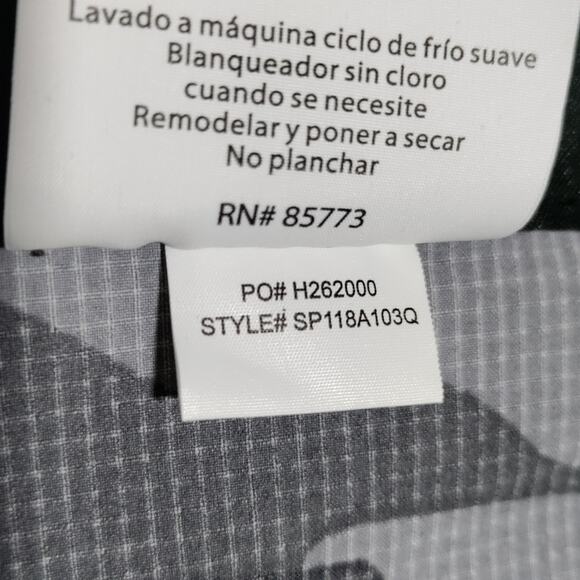 Lavado a máquina ciclo de frío suave
Blanqueador sin cloro
cuando se necesite
Remodelar y poner a secar
No planchar
RN# 85773
PO# H262000
STYLE# SP118A103Q